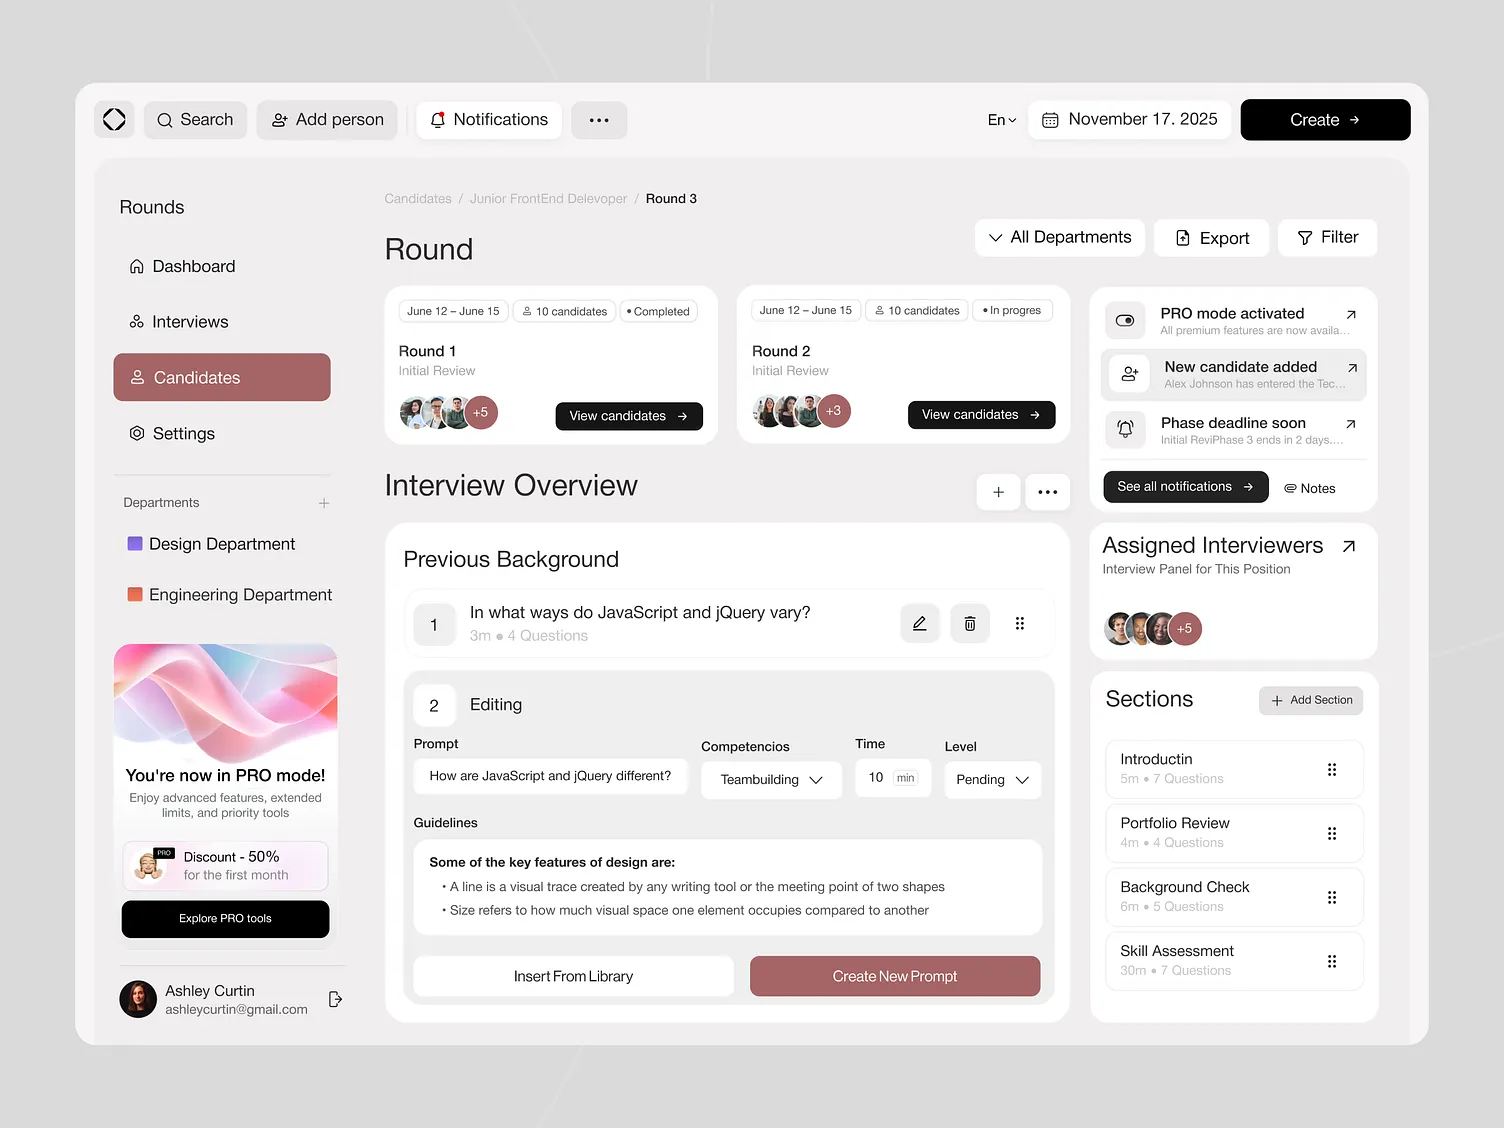 Search
Add person
Notifications
En
November 17. 2025
Create
Rounds
Dashboard
Interviews
Candidates
Settings
Departments
Design Department
Engineering Department
You're now in PRO mode!
Enjoy advanced features, extended
limits, and priority tools
PRO
Discount - 50%
for the first month
Explore PRO tools
Ashley Curtin
ashleycurtin@gmail.com
Candidates / Junior FrontEnd Delevoper / Round 3
Round
All Departments
Export
Filter
June 12 – June 15
10 candidates
• Completed
Round 1
Initial Review
+5
View candidates
June 12 – June 15
10 candidates
• In progres
Round 2
Initial Review
+3
View candidates
Interview Overview
Previous Background
1
In what ways do JavaScript and jQuery vary?
3m • 4 Questions
2
Editing
Prompt
How are JavaScript and jQuery different?
Competencios
Teambuilding
Time
10 min
Level
Pending
Guidelines
Some of the key features of design are:
• A line is a visual trace created by any writing tool or the meeting point of two shapes
• Size refers to how much visual space one element occupies compared to another
Insert From Library
Create New Prompt
PRO mode activated
All premium features are now availa...
New candidate added
Alex Johnson has entered the Tec...
Phase deadline soon
Initial ReviPhase 3 ends in 2 days....
See all notifications
Notes
Assigned Interviewers
Interview Panel for This Position
+5
Sections
+ Add Section
Introductin
5m • 7 Questions
Portfolio Review
4m • 4 Questions
Background Check
6m • 5 Questions
Skill Assessment
30m • 7 Questions